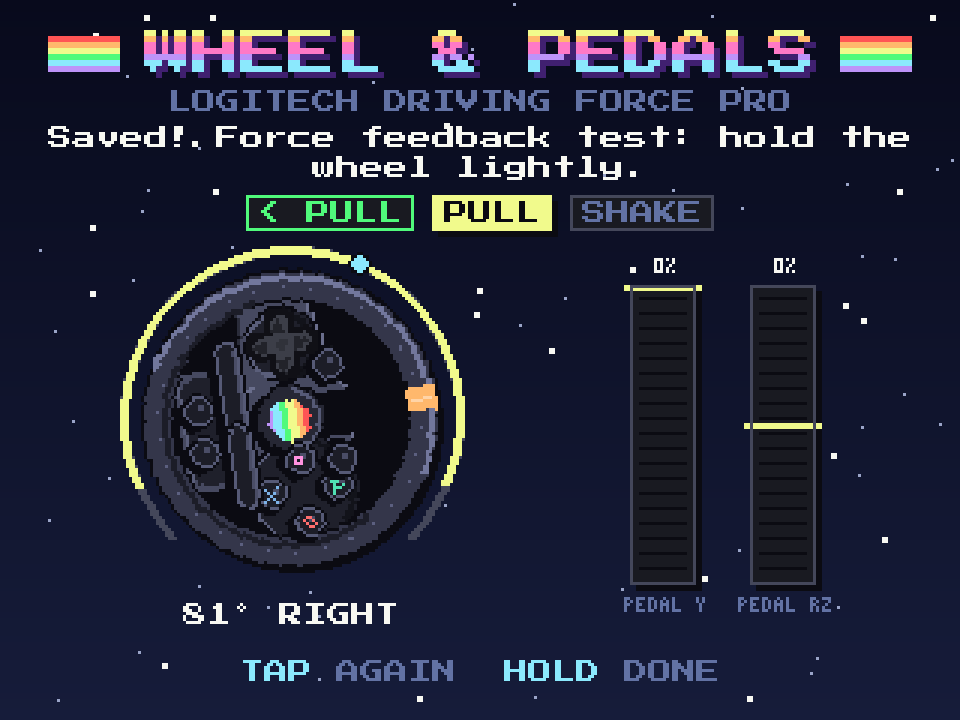 WHEEL & PEDALS
LOGITECH DRIVING FORCE PRO
Saved! Force feedback test: hold the
wheel lightly.
< PULL PULL SHAKE
0% 0%
PEDAL Y PEDAL RZ
81° RIGHT
TAP AGAIN HOLD DONE